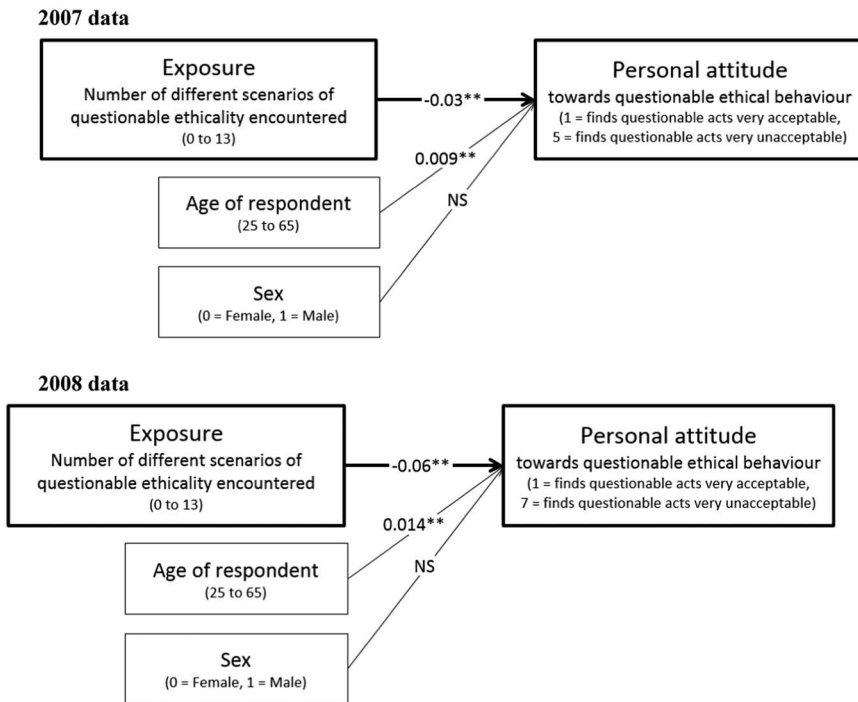 2007 data
Exposure
Number of different scenarios of
questionable ethicality encountered
(0 to 13)
-0.03**
Personal attitude
towards questionable ethical behaviour
(1 = finds questionable acts very acceptable,
5 = finds questionable acts very unacceptable)
0.009**
Age of respondent
(25 to 65)
NS
Sex
(0 = Female, 1 = Male)
2008 data
Exposure
Number of different scenarios of
questionable ethicality encountered
(0 to 13)
-0.06**
Personal attitude
towards questionable ethical behaviour
(1 = finds questionable acts very acceptable,
7 = finds questionable acts very unacceptable)
0.014**
Age of respondent
(25 to 65)
NS
Sex
(0 = Female, 1 = Male)